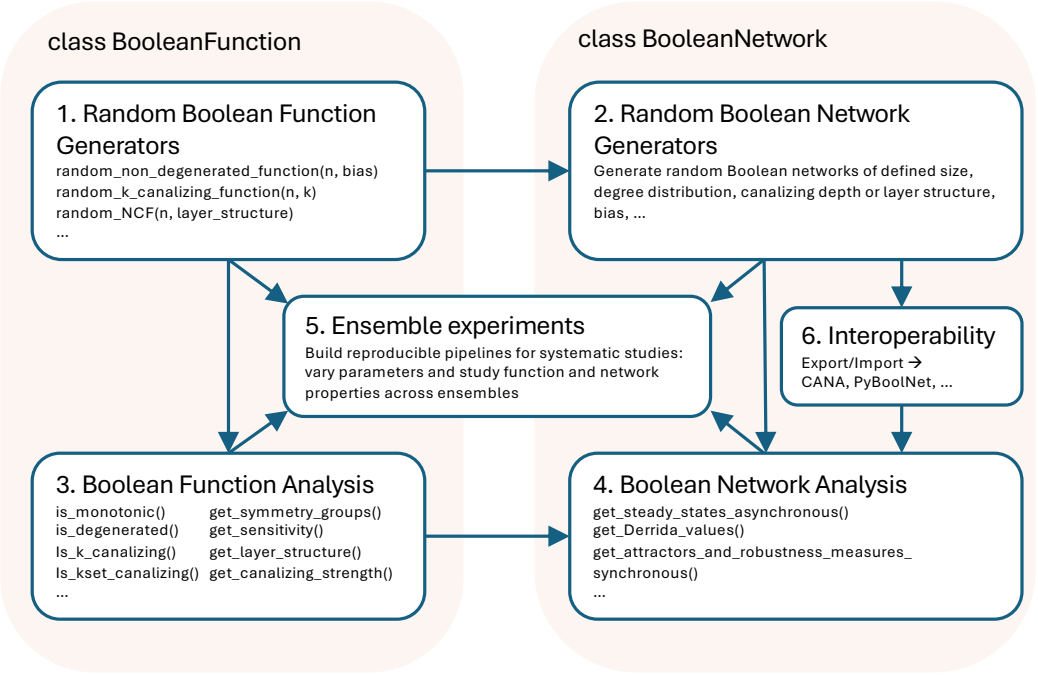 class BooleanFunction
class BooleanNetwork
1. Random Boolean Function
Generators
random_non_degenerated_function(n, bias)
random_k_canalizing_function(n, k)
random_NCF(n, layer_structure)
...
2. Random Boolean Network
Generators
Generate random Boolean networks of defined size,
degree distribution, canalizing depth or layer structure,
bias, ...
5. Ensemble experiments
Build reproducible pipelines for systematic studies:
vary parameters and study function and network
properties across ensembles
6. Interoperability
Export/Import →
CANA, PyBoolNet, ...
3. Boolean Function Analysis
is_monotonic() get_symmetry_groups()
is_degenerated() get_sensitivity()
Is_k_canalizing() get_layer_structure()
Is_kset_canalizing() get_canalizing_strength()
...
4. Boolean Network Analysis
get_steady_states_asynchronous()
get_Derrida_values()
get_attractors_and_robustness_measures_
synchronous()
...